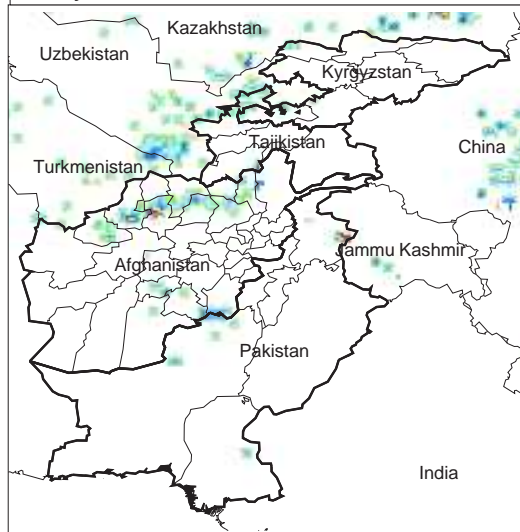 Kazakhstan
Uzbekistan
Kyrgyzstan
Tajikistan
China
Turkmenistan
Jammu Kashmir
Afghanistan
Pakistan
India